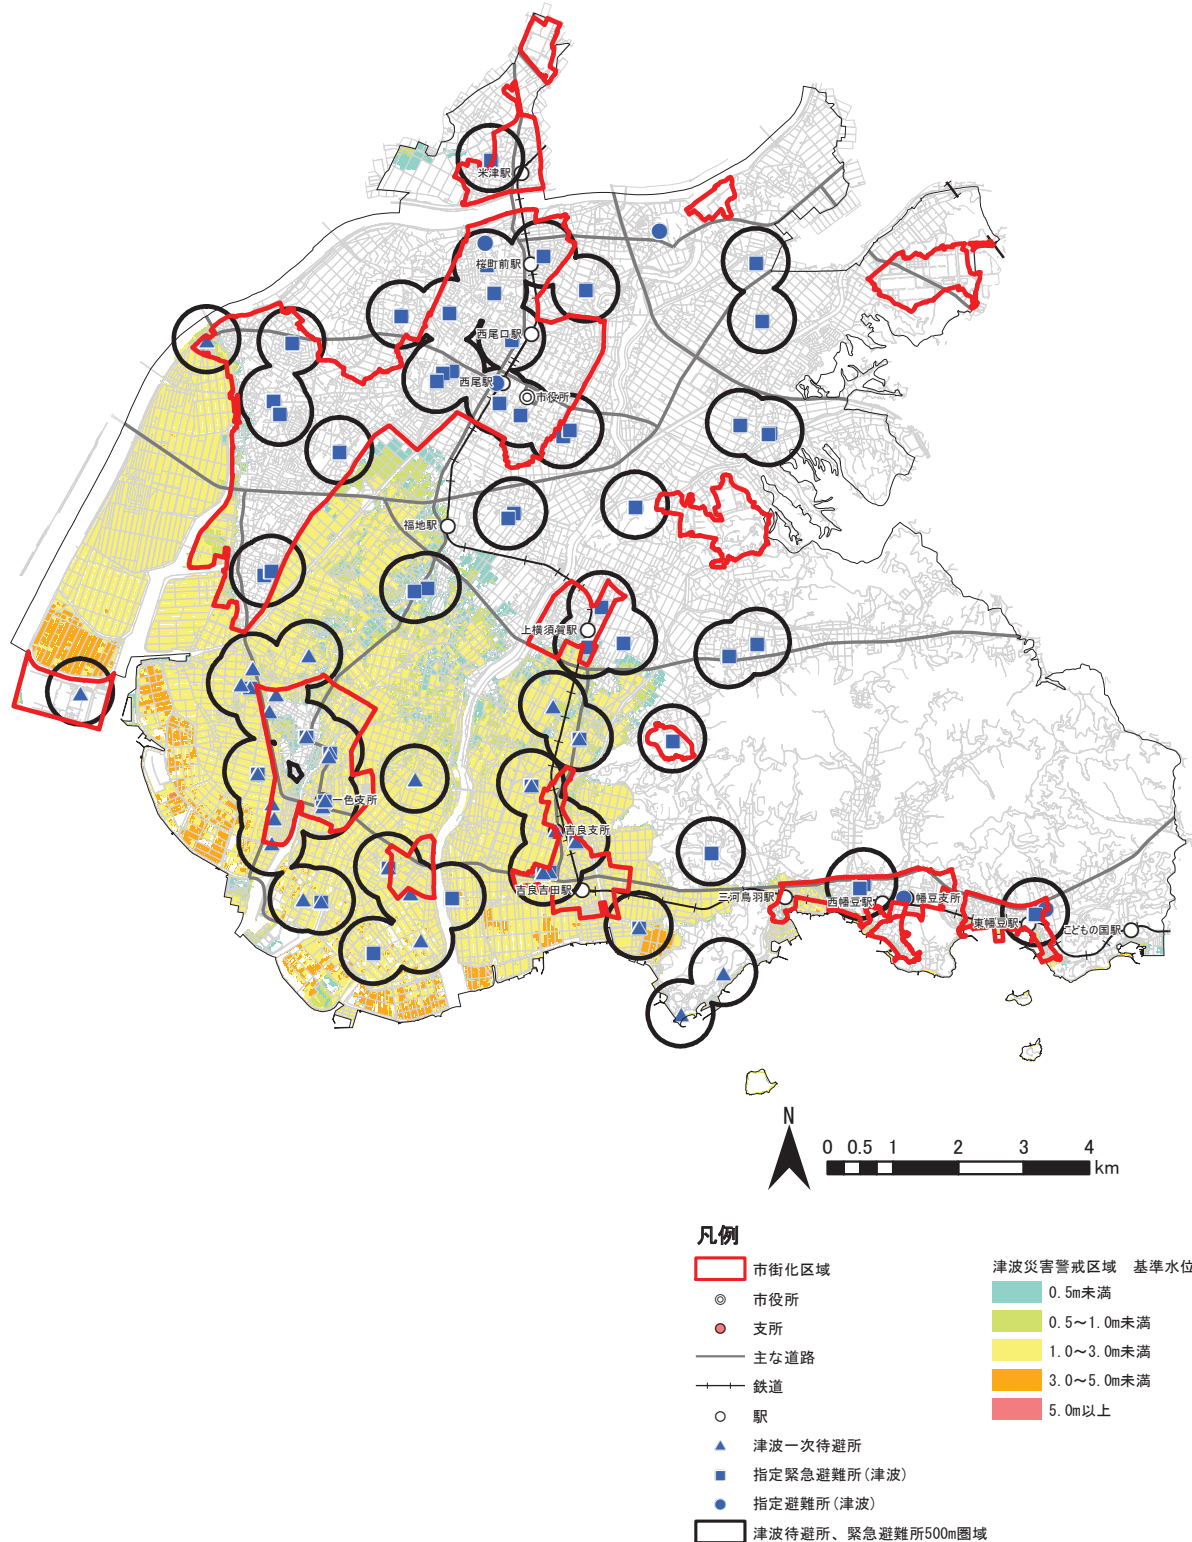 米津駅
桜町前駅
西尾口駅
西尾駅
市役所
福地駅
上横須賀駅
一色支所
吉良支所
吉良吉田駅
三河鳥羽駅
西幡豆駅
幡豆支所
東幡豆駅
こどもの国駅
N
0 0.5 1 2 3 4
km
凡例
市街化区域
市役所
支所
主な道路
鉄道
駅
津波一次待避所
指定緊急避難所(津波)
指定避難所(津波)
津波待避所、緊急避難所500m圏域
津波災害警戒区域 基準水位
0.5m未満
0.5～1.0m未満
1.0～3.0m未満
3.0～5.0m未満
5.0m以上